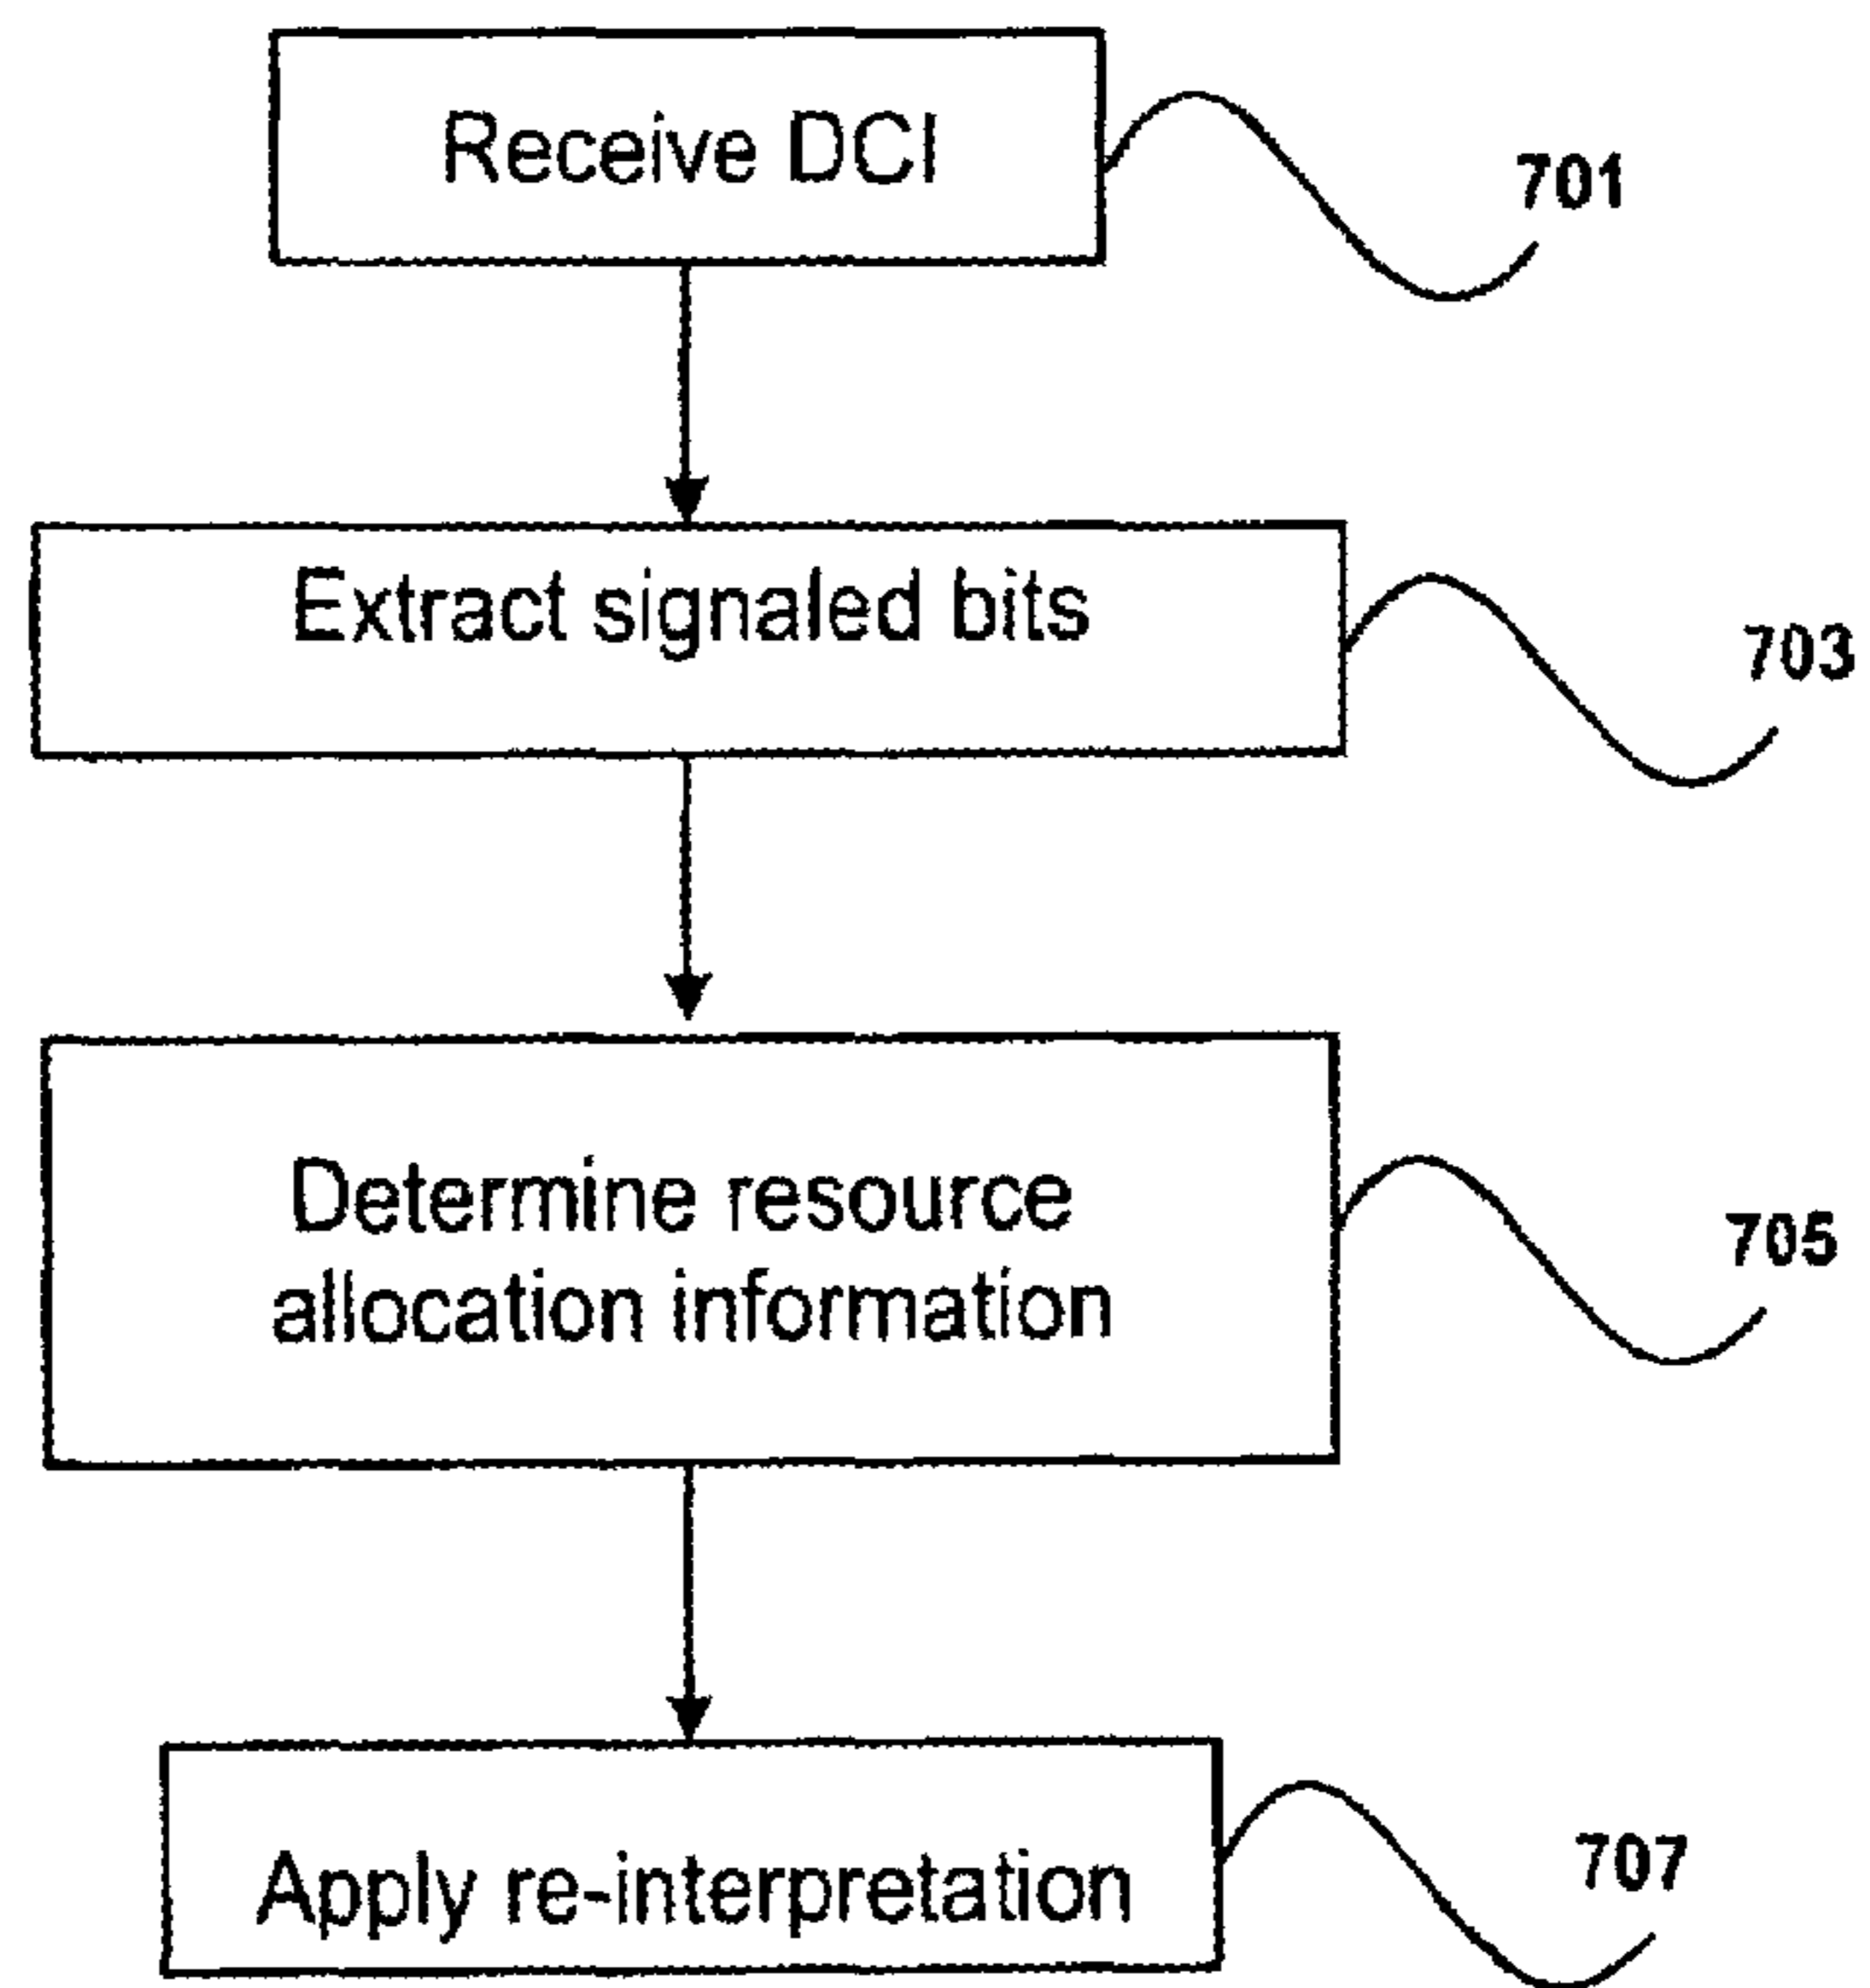 Receive DCI
701
Extract signaled bits
703
Determine resource
allocation information
705
Apply re-interpretation
707